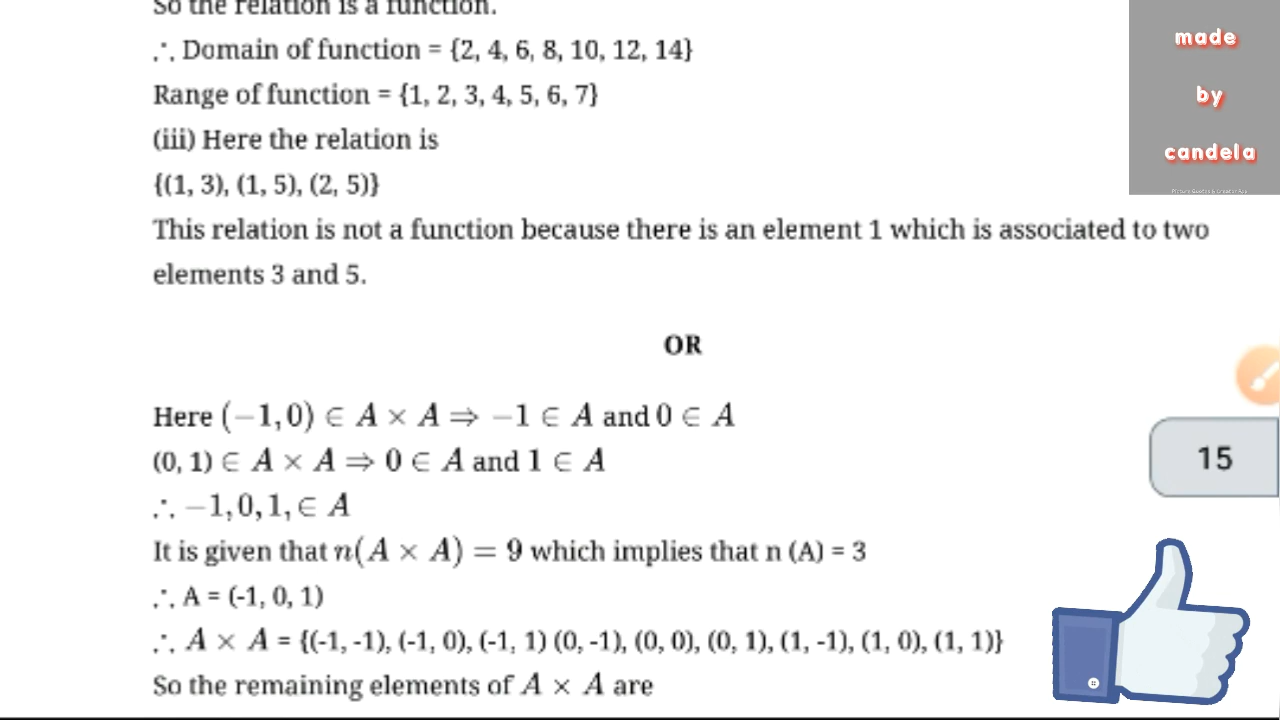 So the relation is a function.
∴ Domain of function = {2, 4, 6, 8, 10, 12, 14}
Range of function = {1, 2, 3, 4, 5, 6, 7}
(iii) Here the relation is
{(1, 3), (1, 5), (2, 5)}
This relation is not a function because there is an element 1 which is associated to two
elements 3 and 5.
OR
Here (−1,0) ∈ A × A ⇒ −1 ∈ A and 0 ∈ A
(0, 1) ∈ A × A ⇒ 0 ∈ A and 1 ∈ A
∴ −1,0,1,∈ A
It is given that n(A × A) = 9 which implies that n (A) = 3
∴ A = (-1, 0, 1)
∴ A × A = {(-1, -1), (-1, 0), (-1, 1) (0, -1), (0, 0), (0, 1), (1, -1), (1, 0), (1, 1)}
So the remaining elements of A × A are
made
by
candela
15